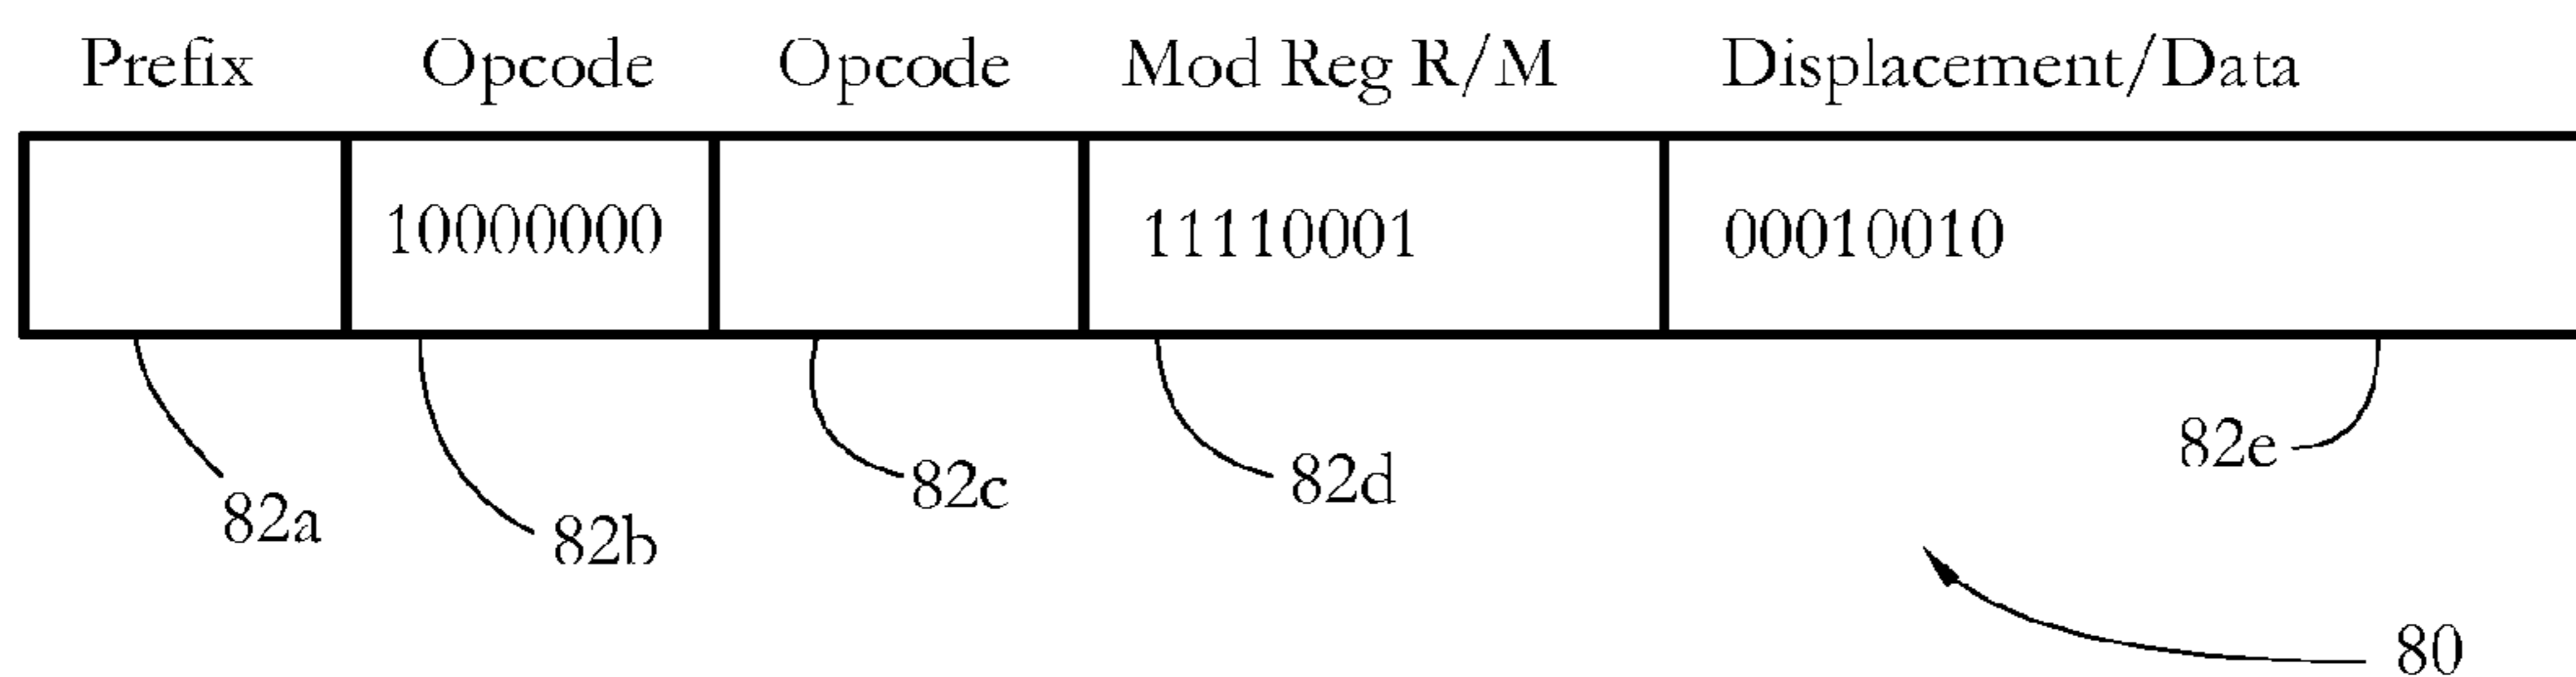 Prefix Opcode Opcode Mod Reg R/M Displacement/Data
10000000 11110001 00010010
82a 82b 82c 82d 82e
80